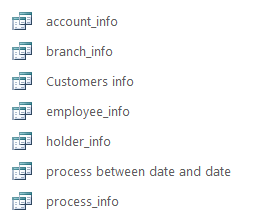 account_info
branch_info
Customers info
employee_info
holder_info
process between date and date
process_info